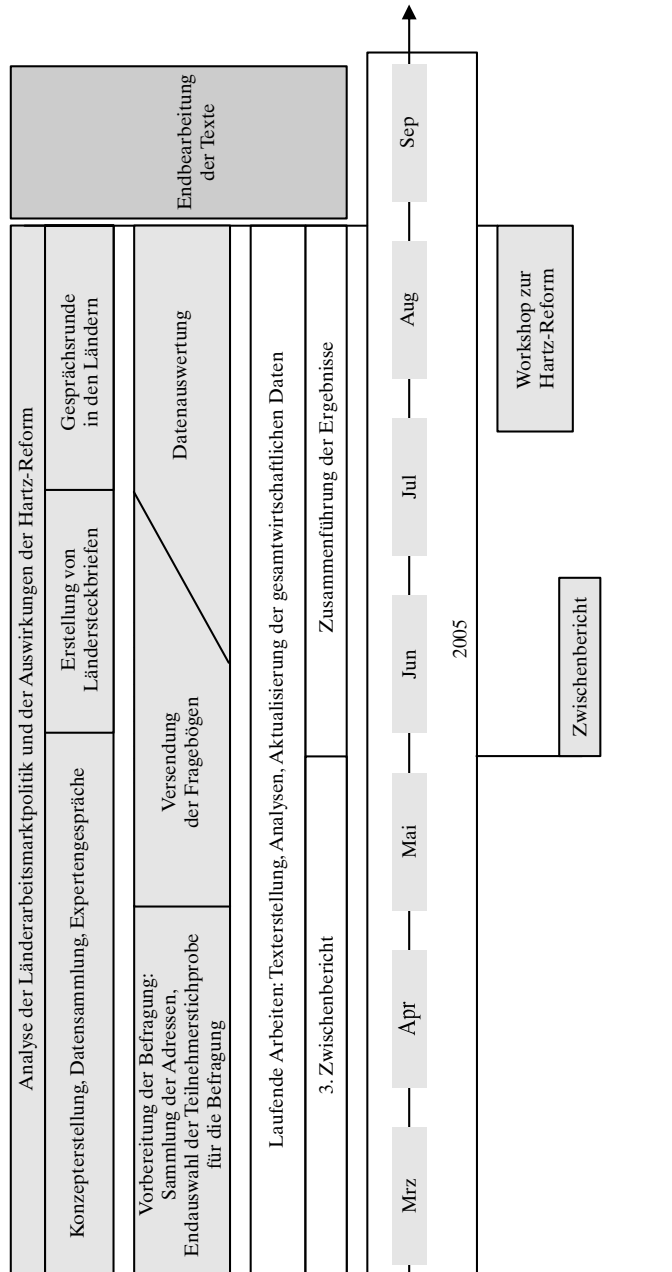 Analyse der Länderarbeitsmarktpolitik und der Auswirkungen der Hartz-Reform
Konzepterstellung, Datensammlung, Expertengespräche
Erstellung von
Ländersteckbriefen
Gesprächsrunde
in den Ländern
Vorbereitung der Befragung:
Sammlung der Adressen,
Endauswahl der Teilnehmerstichprobe
für die Befragung
Versendung
der Fragebögen
Datenauswertung
Laufende Arbeiten: Texterstellung, Analysen, Aktualisierung der gesamtwirtschaftlichen Daten
3. Zwischenbericht
Zusammenführung der Ergebnisse
Endbearbeitung
der Texte
Mrz
Apr
Mai
Jun
Jul
Aug
Sep
2005
Zwischenbericht
Workshop zur
Hartz-Reform